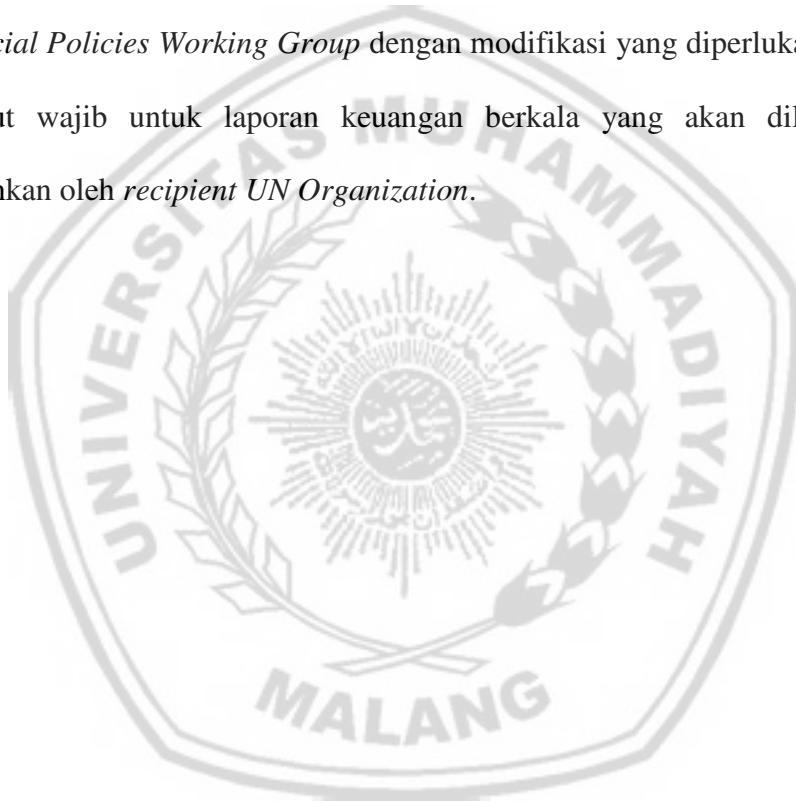 cial Policies Working Group dengan modifikasi yang diperluka
ut wajib untuk laporan keuangan berkala yang akan dil
nkan oleh recipient UN Organization.
UNIVERSITAS MUHAMMADIYAH
MALANG